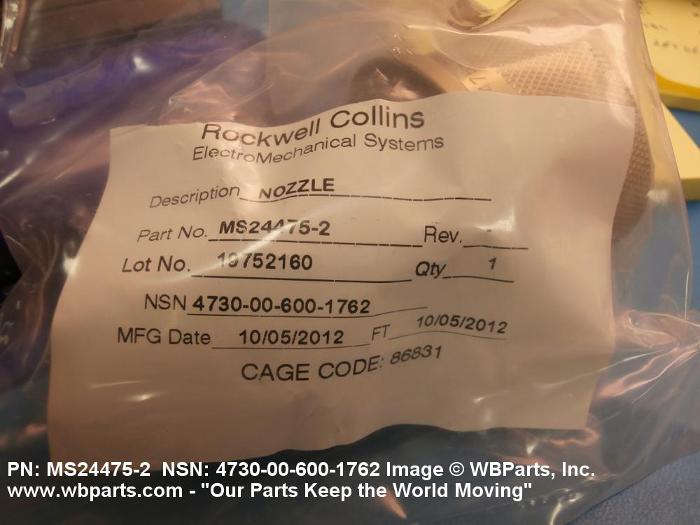 Rockwell Collins
ElectroMechanical Systems
Description NOZZLE
Part No. MS24475-2 Rev. -
Lot No. 19752160 Qty 1
NSN 4730-00-600-1762
MFG Date 10/05/2012 FT 10/05/2012
CAGE CODE: 86831
PN: MS24475-2 NSN: 4730-00-600-1762 Image © WBParts, Inc.
www.wbparts.com - "Our Parts Keep the World Moving"